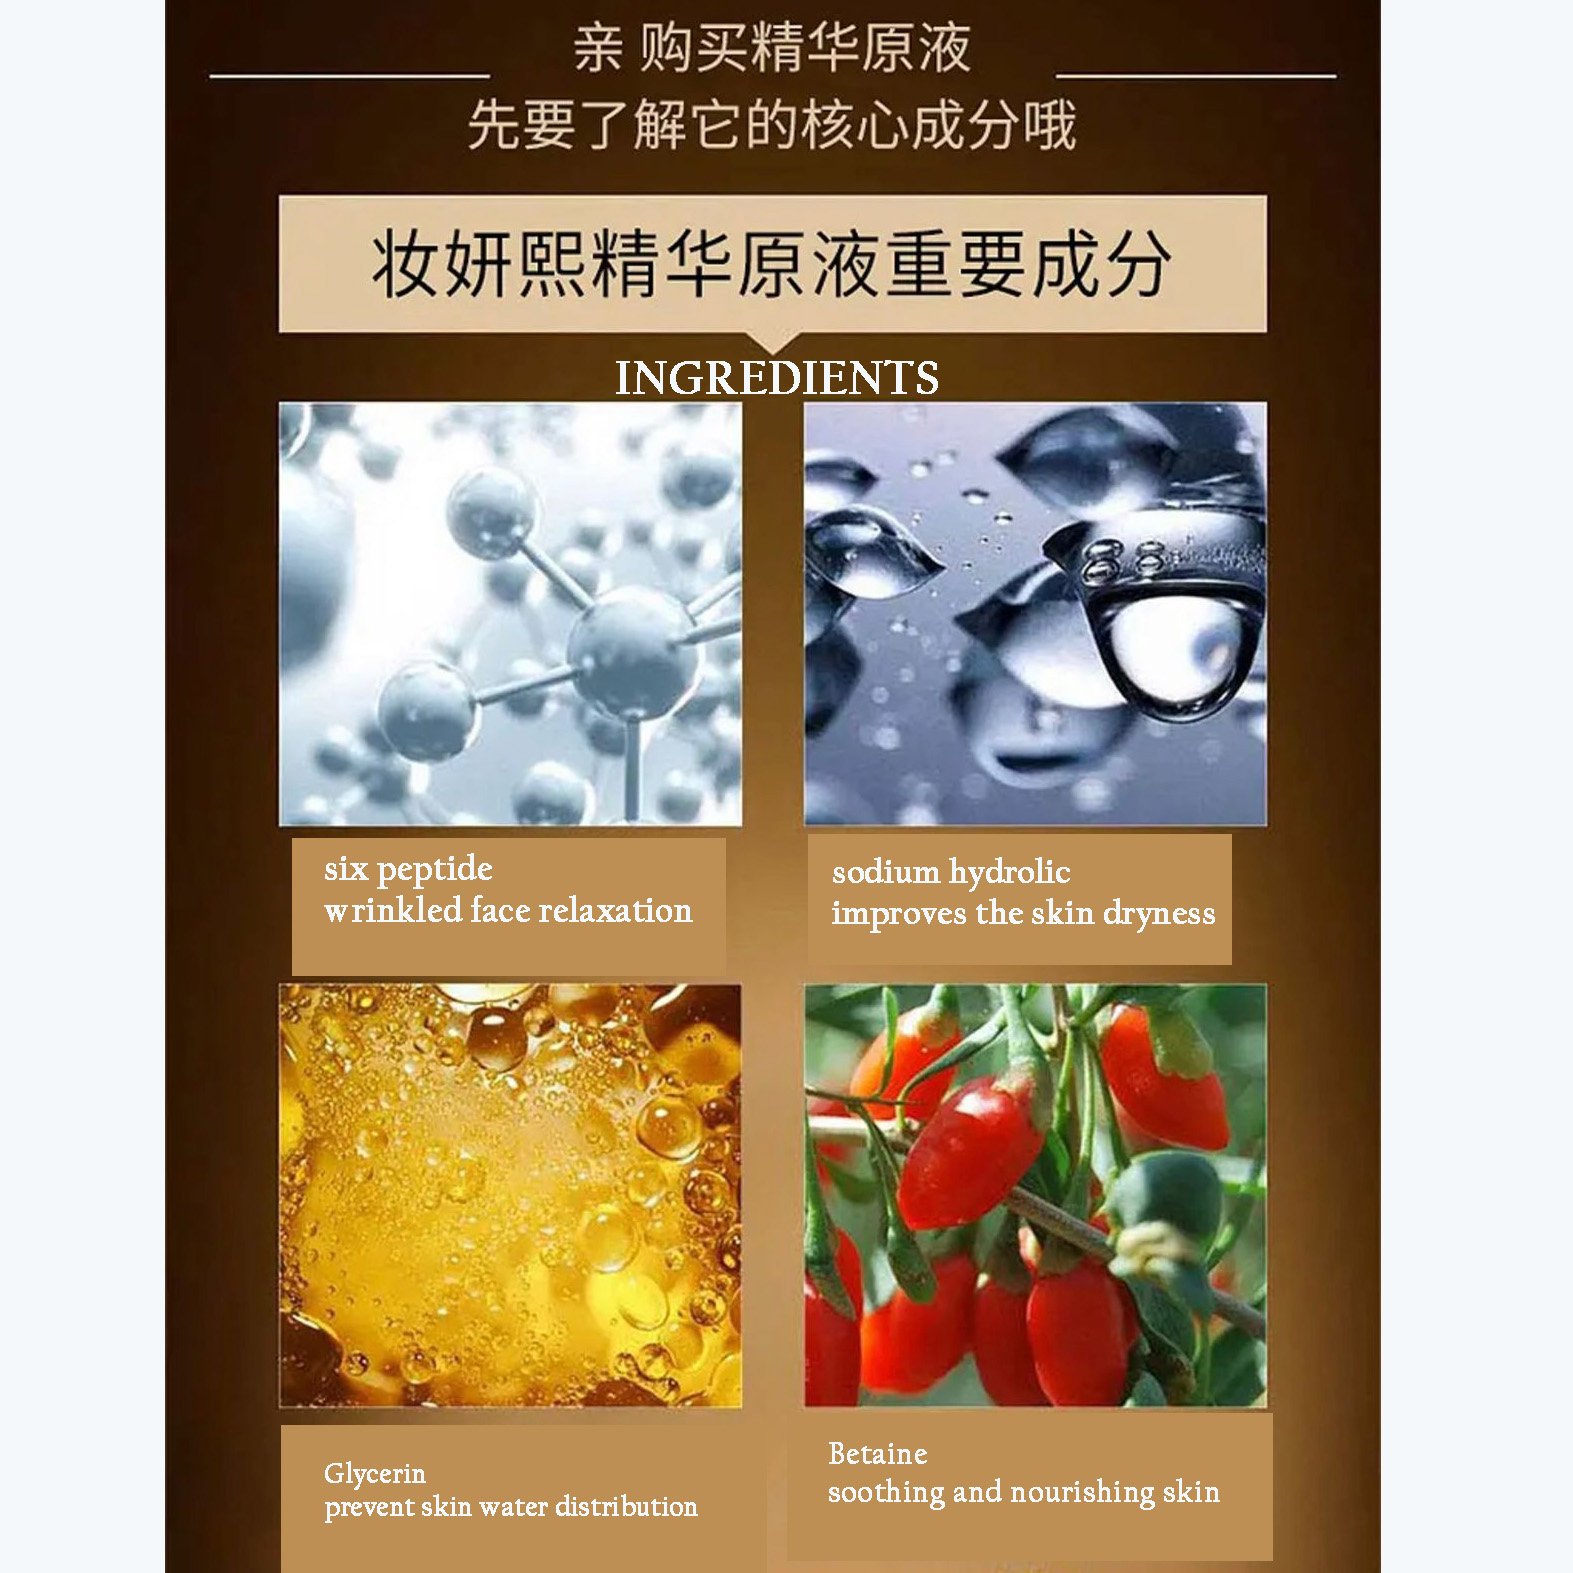 亲 购买精华原液
先要了解它的核心成分哦
妆妍熙精华原液重要成分
INGREDIENTS
six peptide
wrinkled face relaxation
sodium hydrolic
improves the skin dryness
Glycerin
prevent skin water distribution
Betaine
soothing and nourishing skin